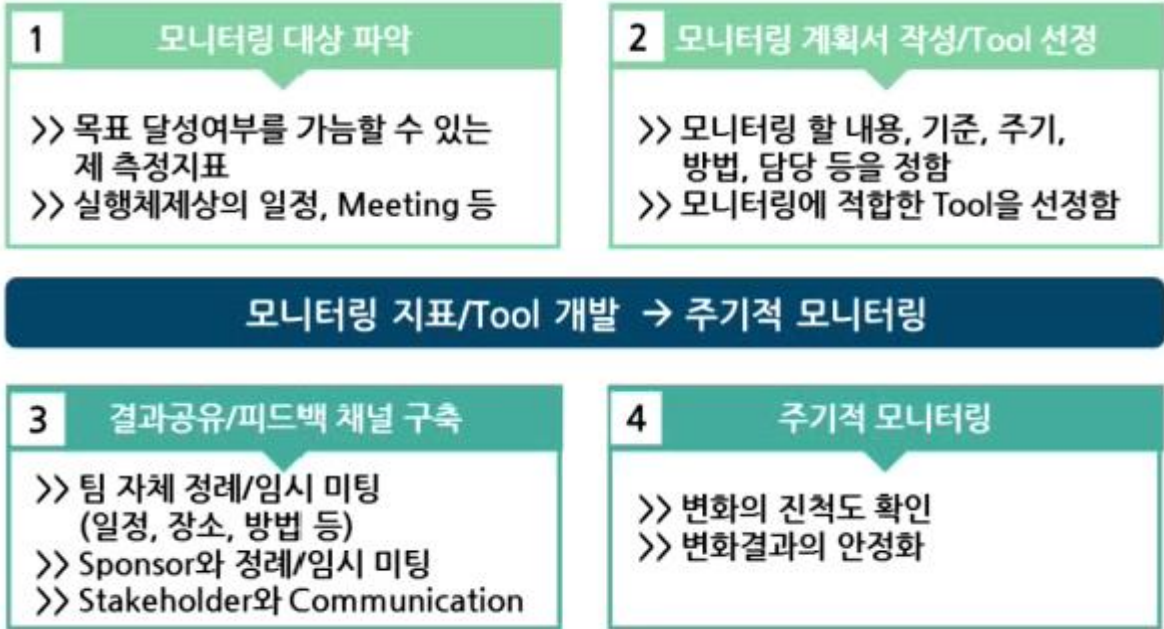 1 모니터링 대상 파악
>> 목표 달성여부를 가늠할 수 있는
제 측정지표
>> 실행체제상의 일정, Meeting 등
2 모니터링 계획서 작성/Tool 선정
>> 모니터링 할 내용, 기준, 주기,
방법, 담당 등을 정함
>> 모니터링에 적합한 Tool을 선정함
모니터링 지표/Tool 개발 → 주기적 모니터링
3 결과공유/피드백 채널 구축
>> 팀 자체 정례/임시 미팅
(일정, 장소, 방법 등)
>> Sponsor와 정례/임시 미팅
>> Stakeholder와 Communication
4 주기적 모니터링
>> 변화의 진척도 확인
>> 변화결과의 안정화